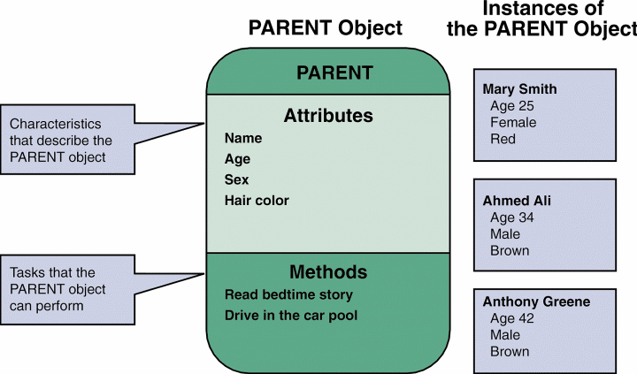 PARENT Object
Instances of
the PARENT Object
Characteristics
that describe the
PARENT object
Tasks that the
PARENT object
can perform
PARENT
Attributes
Name
Age
Sex
Hair color
Methods
Read bedtime story
Drive in the car pool
Mary Smith
Age 25
Female
Red
Ahmed Ali
Age 34
Male
Brown
Anthony Greene
Age 42
Male
Brown